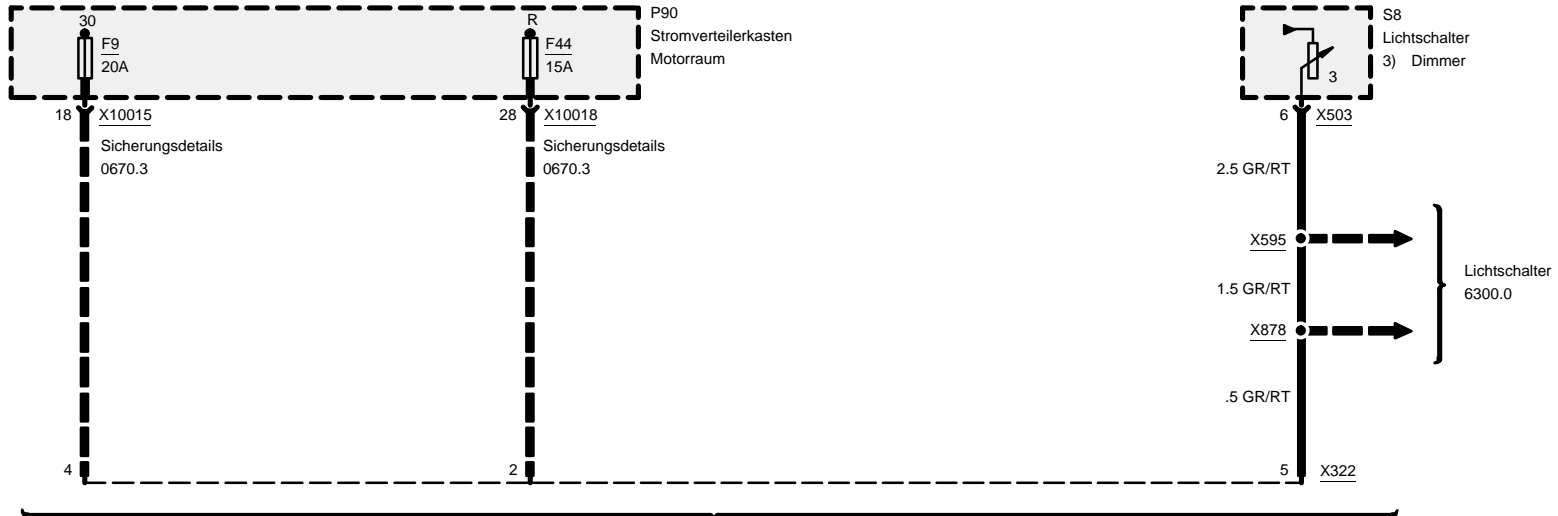 30
F9
20A
R
F44
15A
P90
Stromverteilerkasten
Motorraum
3
S8
Lichtschalter
3) Dimmer
18 X10015
Sicherungsdetails
0670.3
28 X10018
Sicherungsdetails
0670.3
6 X503
2.5 GR/RT
X595
1.5 GR/RT
X878
.5 GR/RT
Lichtschalter
6300.0
4
2
5 X322